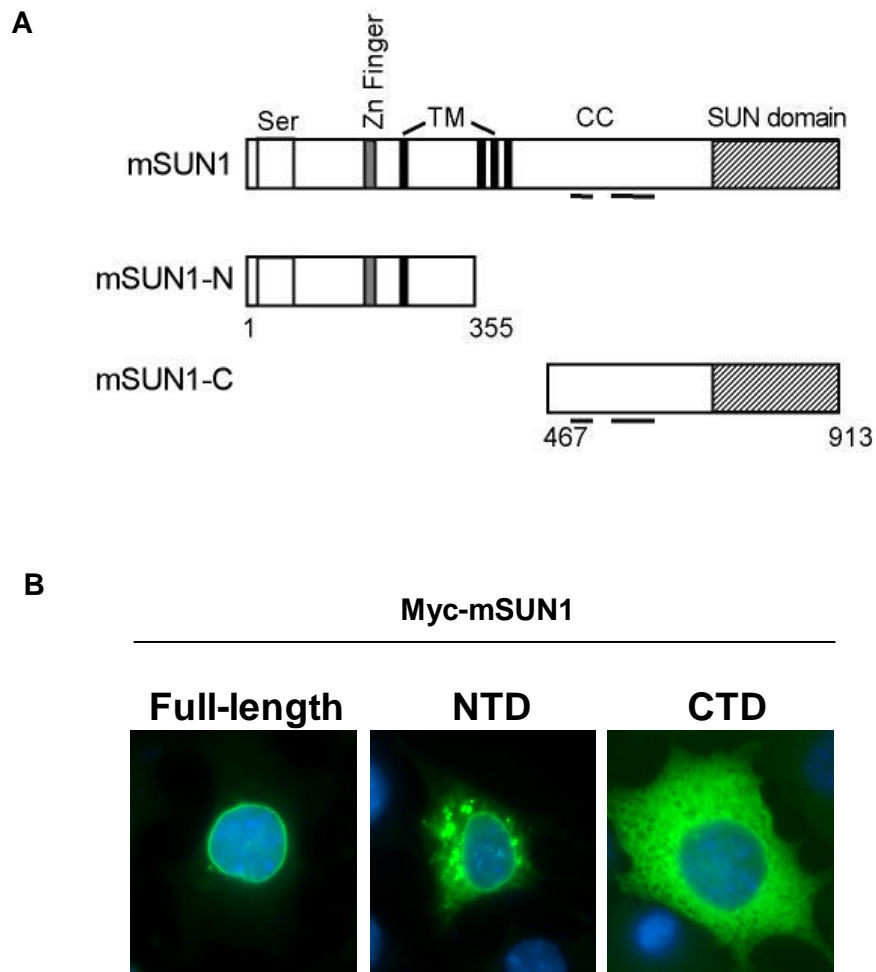 A
Zn Finger
Ser
TM
CC
SUN domain
mSUN1
mSUN1-N
1
355
mSUN1-C
467
913
B
Myc-mSUN1
Full-length
NTD
CTD